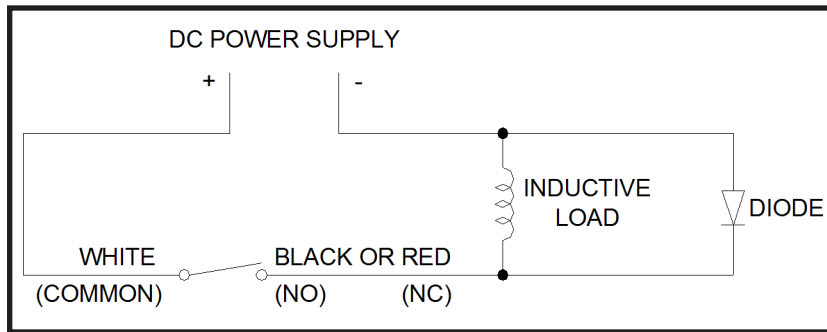 DC POWER SUPPLY
+ -
INDUCTIVE
LOAD
DIODE
WHITE BLACK OR RED
(COMMON) (NO) (NC)